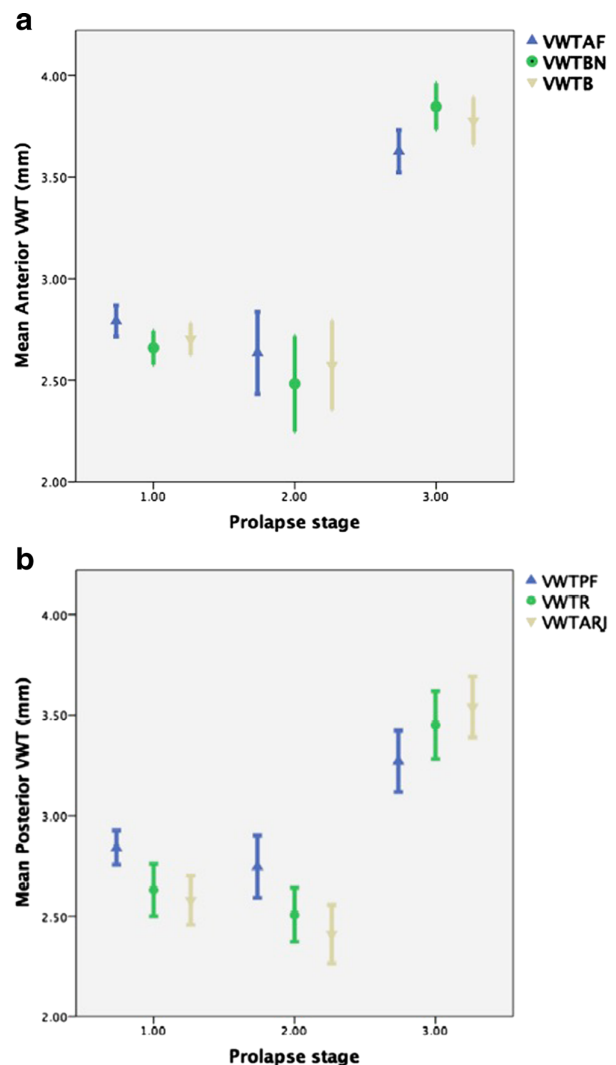 a
VWTAF
VWTBN
VWTB
4.00
3.50
3.00
2.50
2.00
Mean Anterior VWT (mm)
1.00 2.00 3.00
Prolapse stage
b
VWTPF
VWTR
VWTARJ
4.00
3.50
3.00
2.50
2.00
Mean Posterior VWT (mm)
1.00 2.00 3.00
Prolapse stage